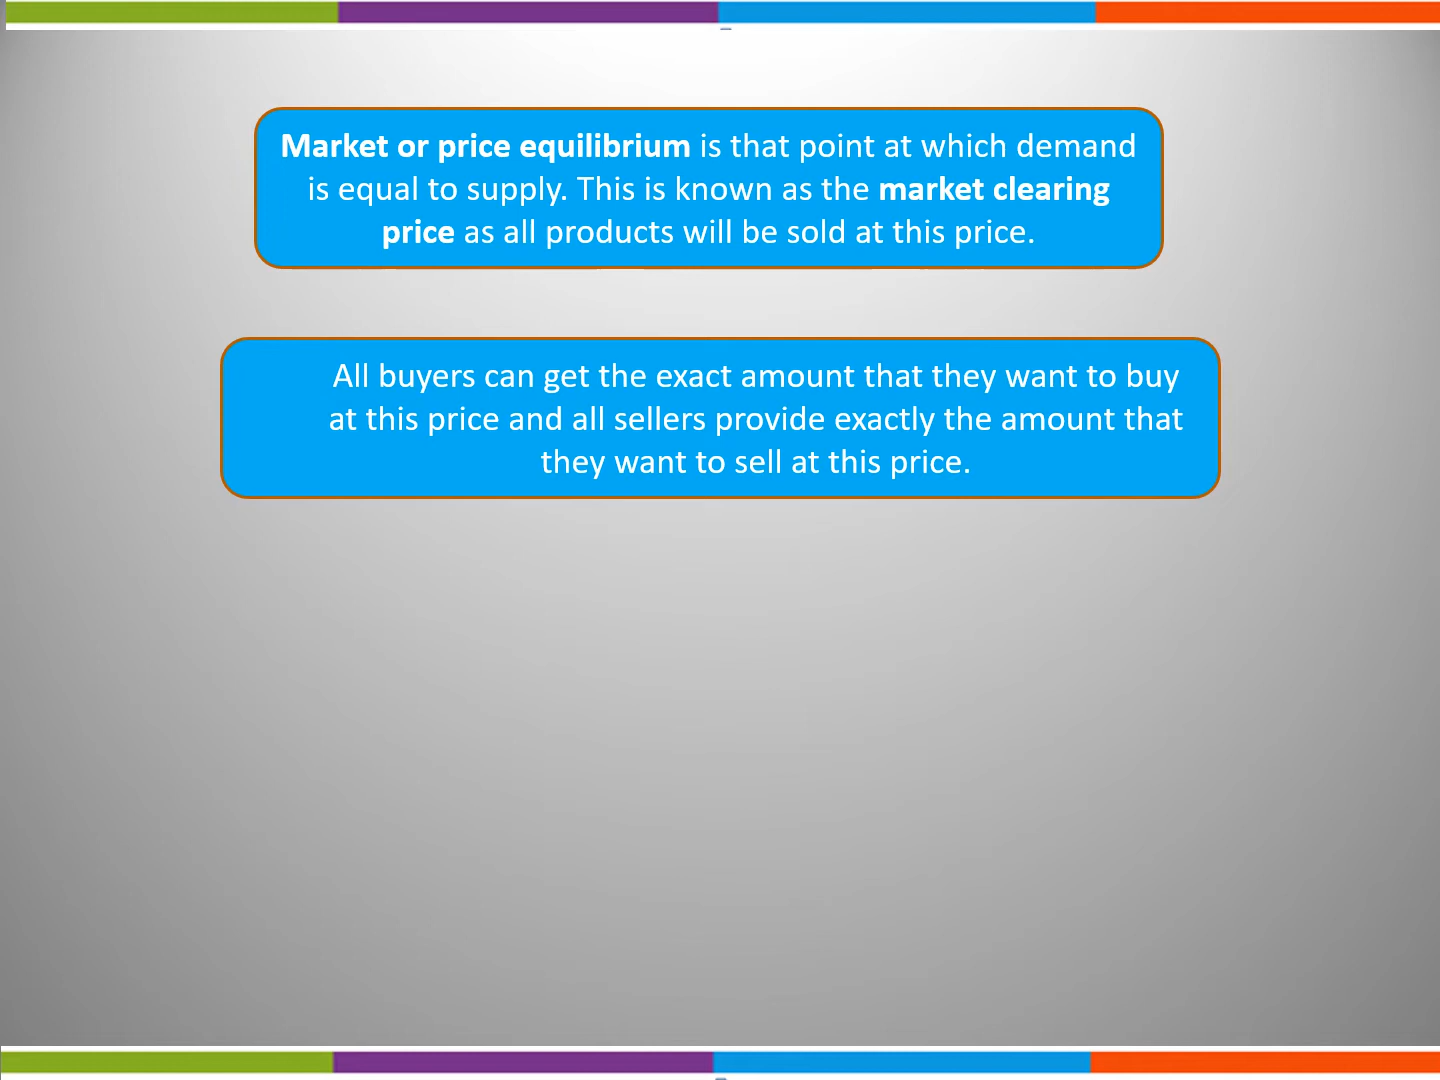 Market or price equilibrium is that point at which demand
is equal to supply. This is known as the market clearing
price as all products will be sold at this price.
All buyers can get the exact amount that they want to buy
at this price and all sellers provide exactly the amount that
they want to sell at this price.